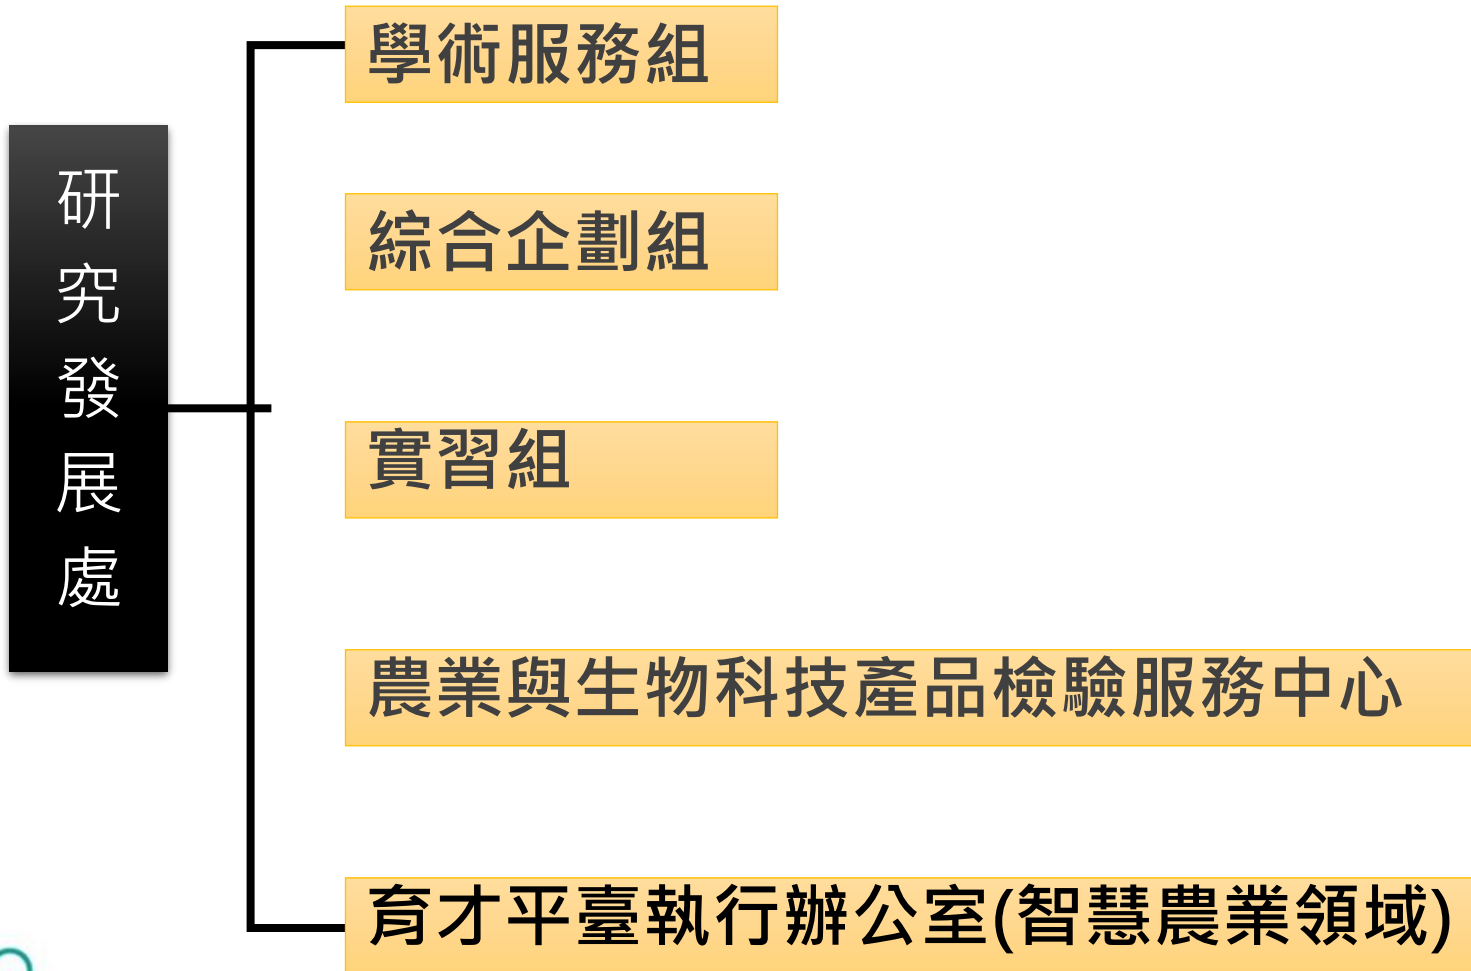 研究發展處
學術服務組
綜合企劃組
實習組
農業與生物科技產品檢驗服務中心
育才平臺執行辦公室(智慧農業領域)